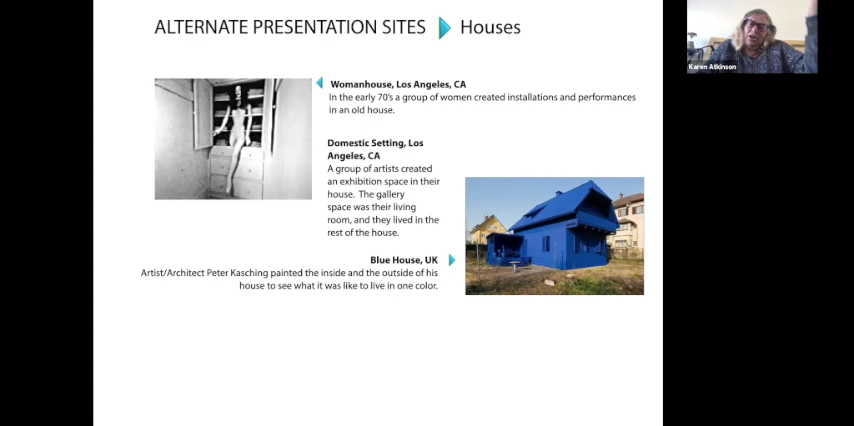 ALTERNATE PRESENTATION SITES Houses
Womanhouse, Los Angeles, CA
In the early 70's a group of women created installations and performances
in an old house.
Domestic Setting, Los
Angeles, CA
A group of artists created
an exhibition space in their
house. The gallery
space was their living
room, and they lived in the
rest of the house.
Blue House, UK
Artist/Architect Peter Kasching painted the inside and the outside of his
house to see what it was like to live in one color.
Karen Atkinson